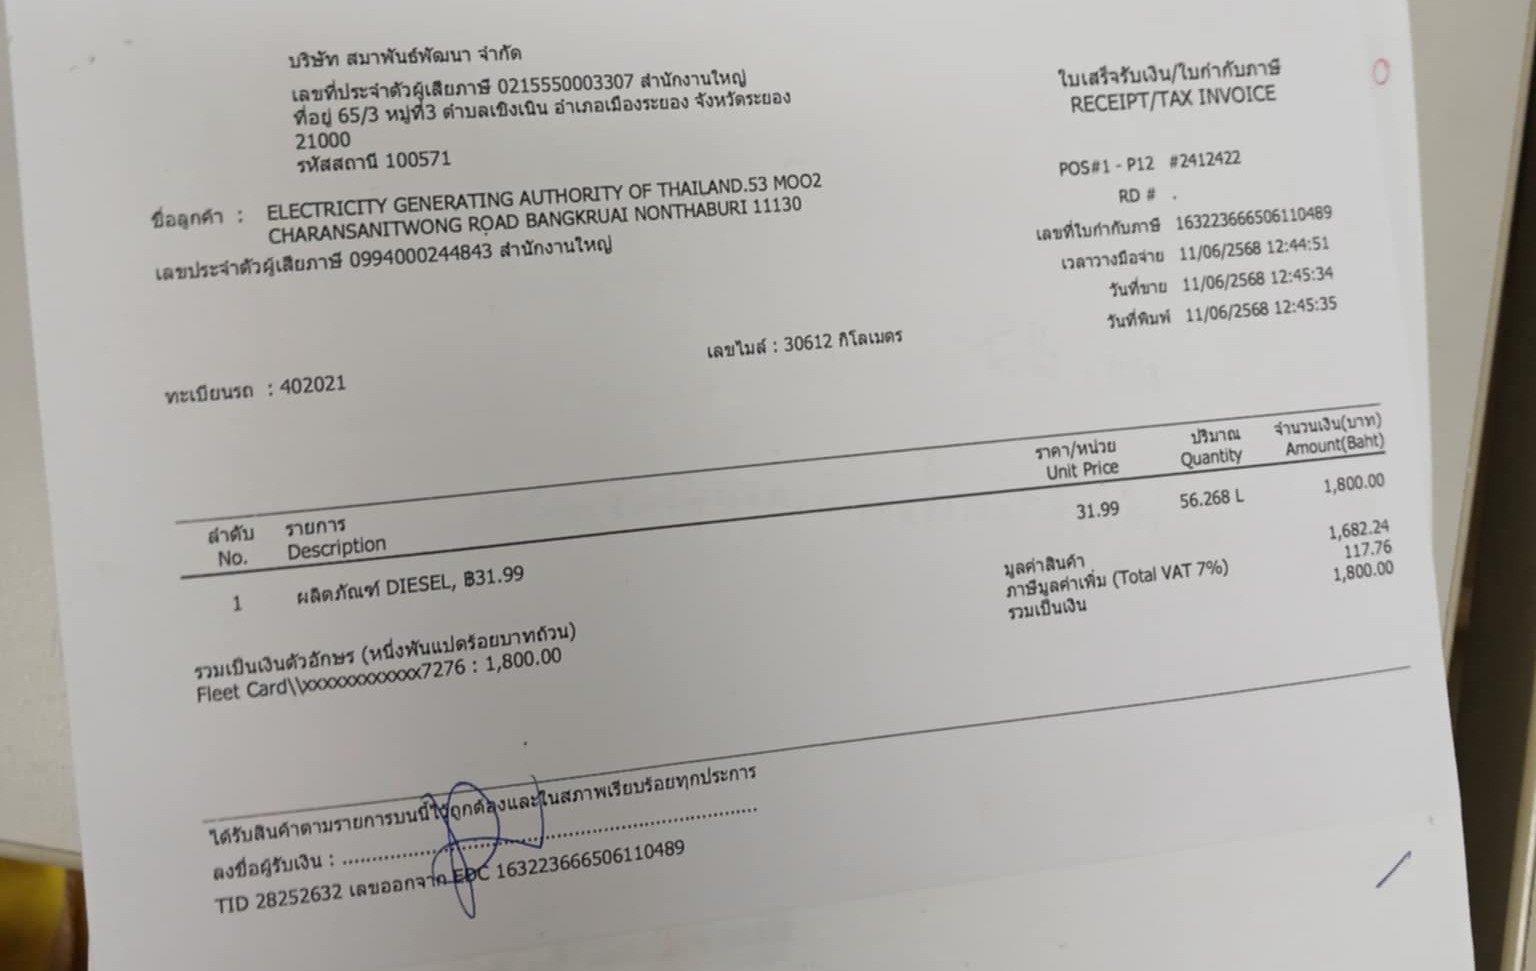 บริษัท สมาพันธ์พัฒนา จำกัด
เลขที่ประจำตัวผู้เสียภาษี 0215550003307 สำนักงานใหญ่
ที่อยู่ 65/3 หมู่ที่3 ตำบลเชิงเนิน อำเภอเมืองระยอง จังหวัดระยอง
21000
รหัสสถานี 100571
ใบเสร็จรับเงิน/ใบกำกับภาษี
RECEIPT/TAX INVOICE
POS#1 - P12 #2412422
RD # .
เลขที่ใบกำกับภาษี 163223666506110489
เวลาวางมือจ่าย 11/06/2568 12:44:51
วันที่ขาย 11/06/2568 12:45:34
วันที่พิมพ์ 11/06/2568 12:45:35
ชื่อลูกค้า : ELECTRICITY GENERATING AUTHORITY OF THAILAND.53 MOO2
CHARANSANITWONG ROAD BANGKRUAI NONTHABURI 11130
เลขประจำตัวผู้เสียภาษี 0994000244843 สำนักงานใหญ่
เลขไมล์ : 30612 กิโลเมตร
ทะเบียนรถ : 402021
ลำดับ รายการ ราคา/หน่วย ปริมาณ จำนวนเงิน(บาท)
No. Description Unit Price Quantity Amount(Baht)
1 ผลิตภัณฑ์ DIESEL, ฿31.99 31.99 56.268 L 1,800.00
มูลค่าสินค้า 1,682.24
ภาษีมูลค่าเพิ่ม (Total VAT 7%) 117.76
รวมเป็นเงิน 1,800.00
รวมเป็นเงินตัวอักษร (หนึ่งพันแปดร้อยบาทถ้วน)
Fleet Card\\xxxxxxxxxxxx7276 : 1,800.00
ได้รับสินค้าตามรายการบนนี้ไว้ถูกต้องและในสภาพเรียบร้อยทุกประการ
ลงชื่อผู้รับเงิน : ......................................................................
TID 28252632 เลขออกจาก EDC 163223666506110489